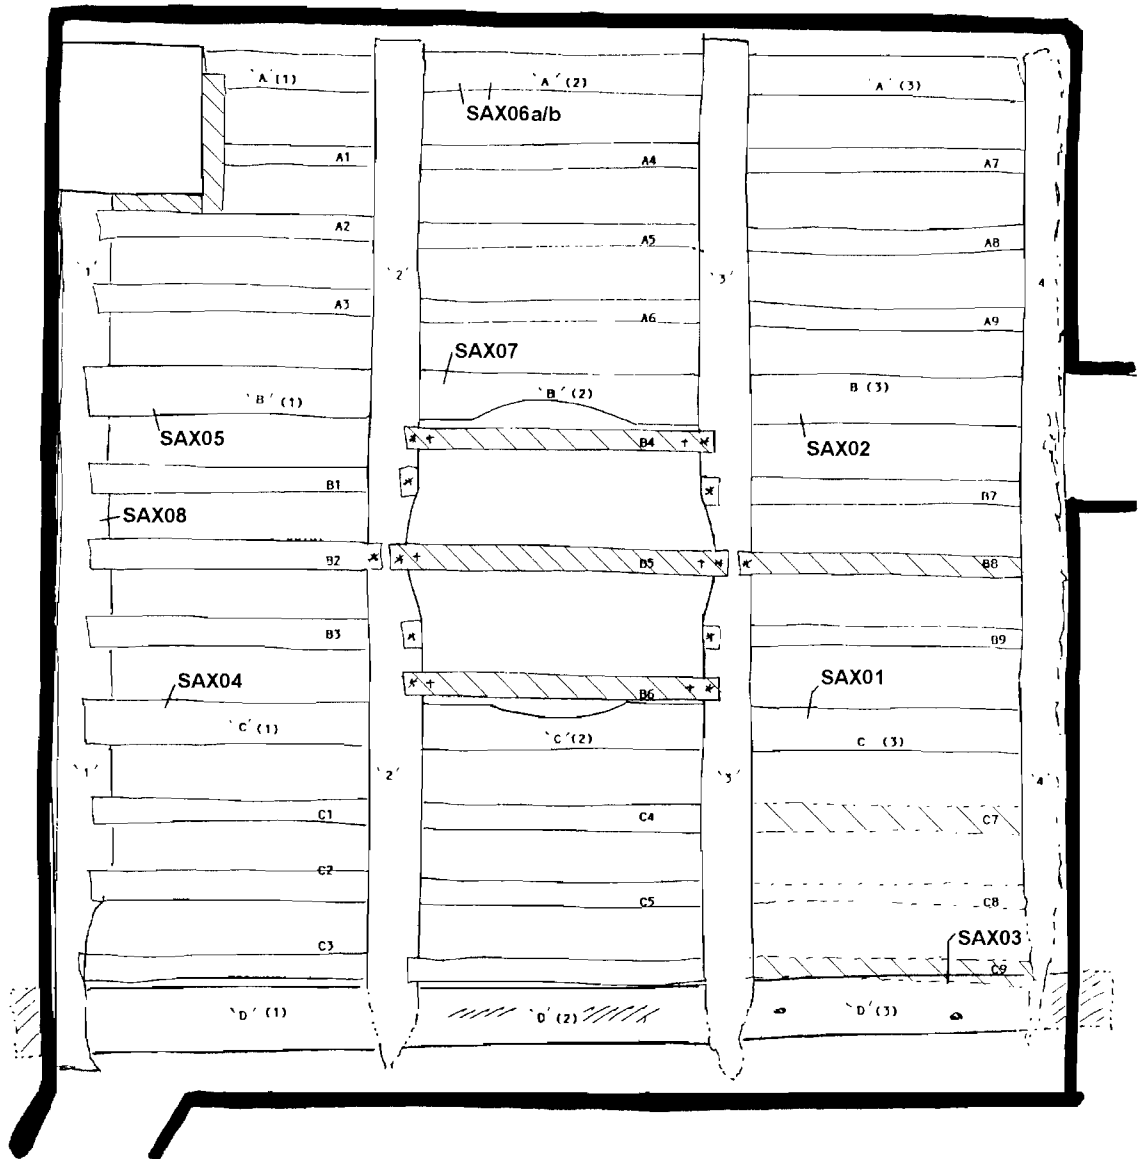 `A´(1) `A´(2) `A´(3)
SAX06a/b
A1 A4 A7
A2 A5 A8
`1´ `2´ `3´ 4
A3 A6 A9
SAX07
`B´(1) `B´(2) B (3)
SAX05 B4 SAX02
B1 B7
SAX08
B2 B5 B8
B3 B9
SAX04 SAX01
B6
`C´(1) `C´(2) C (3)
`1´ `2´ `3´ `4´
C1 C4 C7
C2 C5 C8
C3 SAX03
C9
`D´(1) `D´(2) `D´(3)